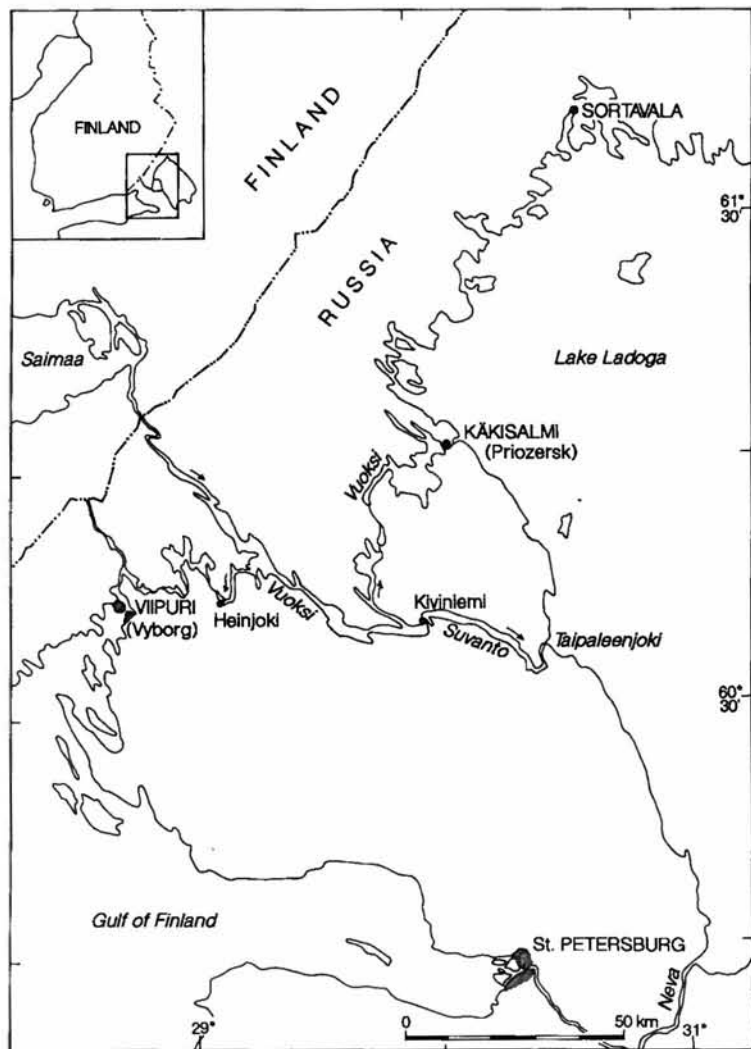 FINLAND
FINLAND
RUSSIA
SORTAVALA
61°
30'
Saimaa
Lake Ladoga
KÄKISALMI
(Priozersk)
Vuoksi
VIIPURI
(Vyborg)
Heinjoki
Vuoksi
Kiviniemi
Suvanto
Taipaleenjoki
60°
30'
Gulf of Finland
St. PETERSBURG
Neva
29°
0
50 km
31°